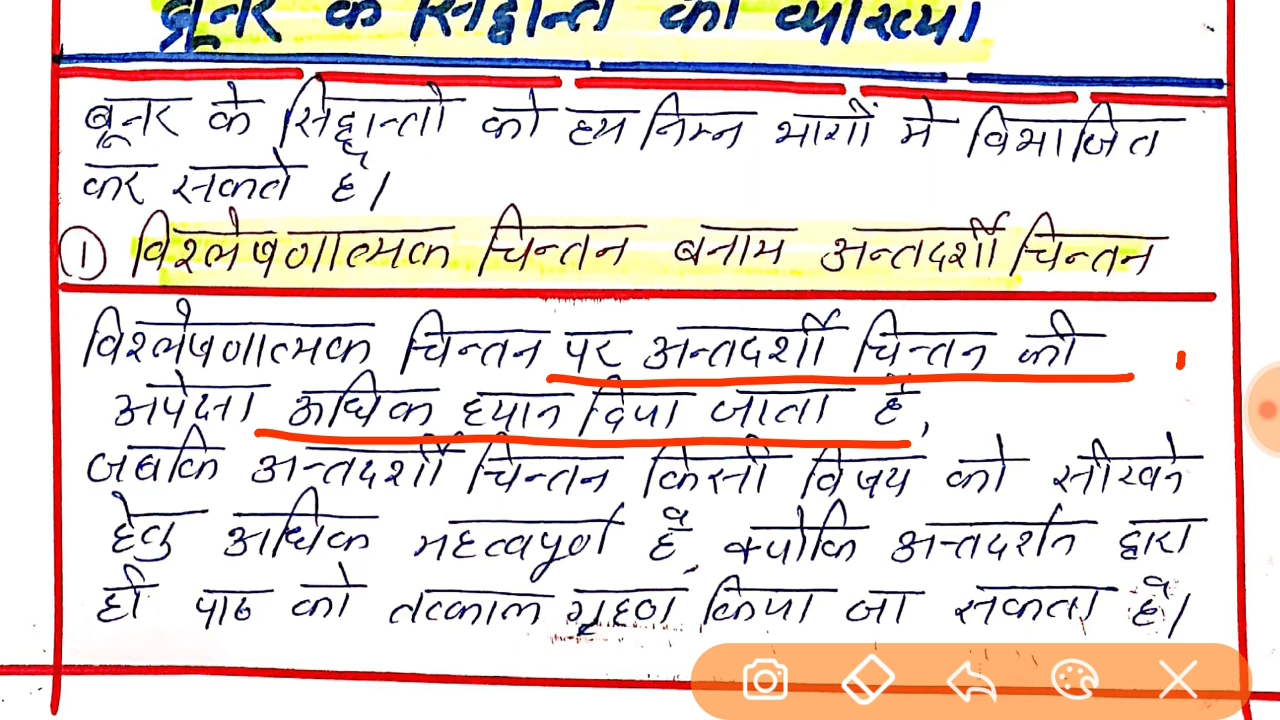 ब्रूनर के सिद्धान्त की व्याख्या
ब्रूनर के सिद्धान्तो को हम निम्न भागों मे विभाजित
कर सकते है।
① विश्लेषणात्मक चिन्तन बनाम अन्तदर्शी चिन्तन
विश्लेषणात्मक चिन्तन पर अन्तदर्शी चिन्तन की
अपेक्षा अधिक ध्यान दिया जाता है,
जबकि अन्तदर्शी चिन्तन किसी विषय को सीखने
हेतु अधिक महत्वपूर्ण है, क्योकि अन्तदर्शन द्वारा
ही पाठ को तत्काल ग्रहण किया जा सकता है।